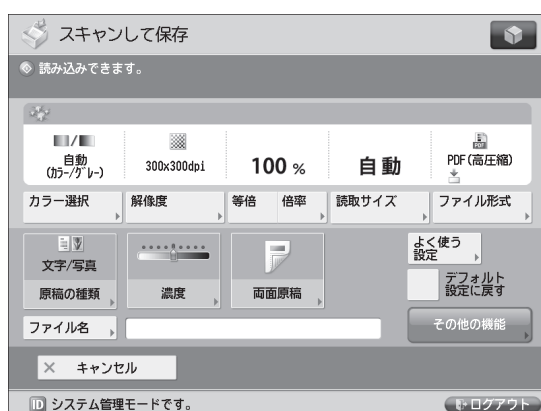 スキャンして保存
読み込みできます。
自動
(カラー/グレー)
300x300dpi
100 %
自動
PDF
PDF(高圧縮)
カラー選択
解像度
等倍
倍率
読取サイズ
ファイル形式
文字/写真
原稿の種類
濃度
両面原稿
よく使う
設定
デフォルト
設定に戻す
ファイル名
その他の機能
× キャンセル
ID システム管理モードです。
ログアウト